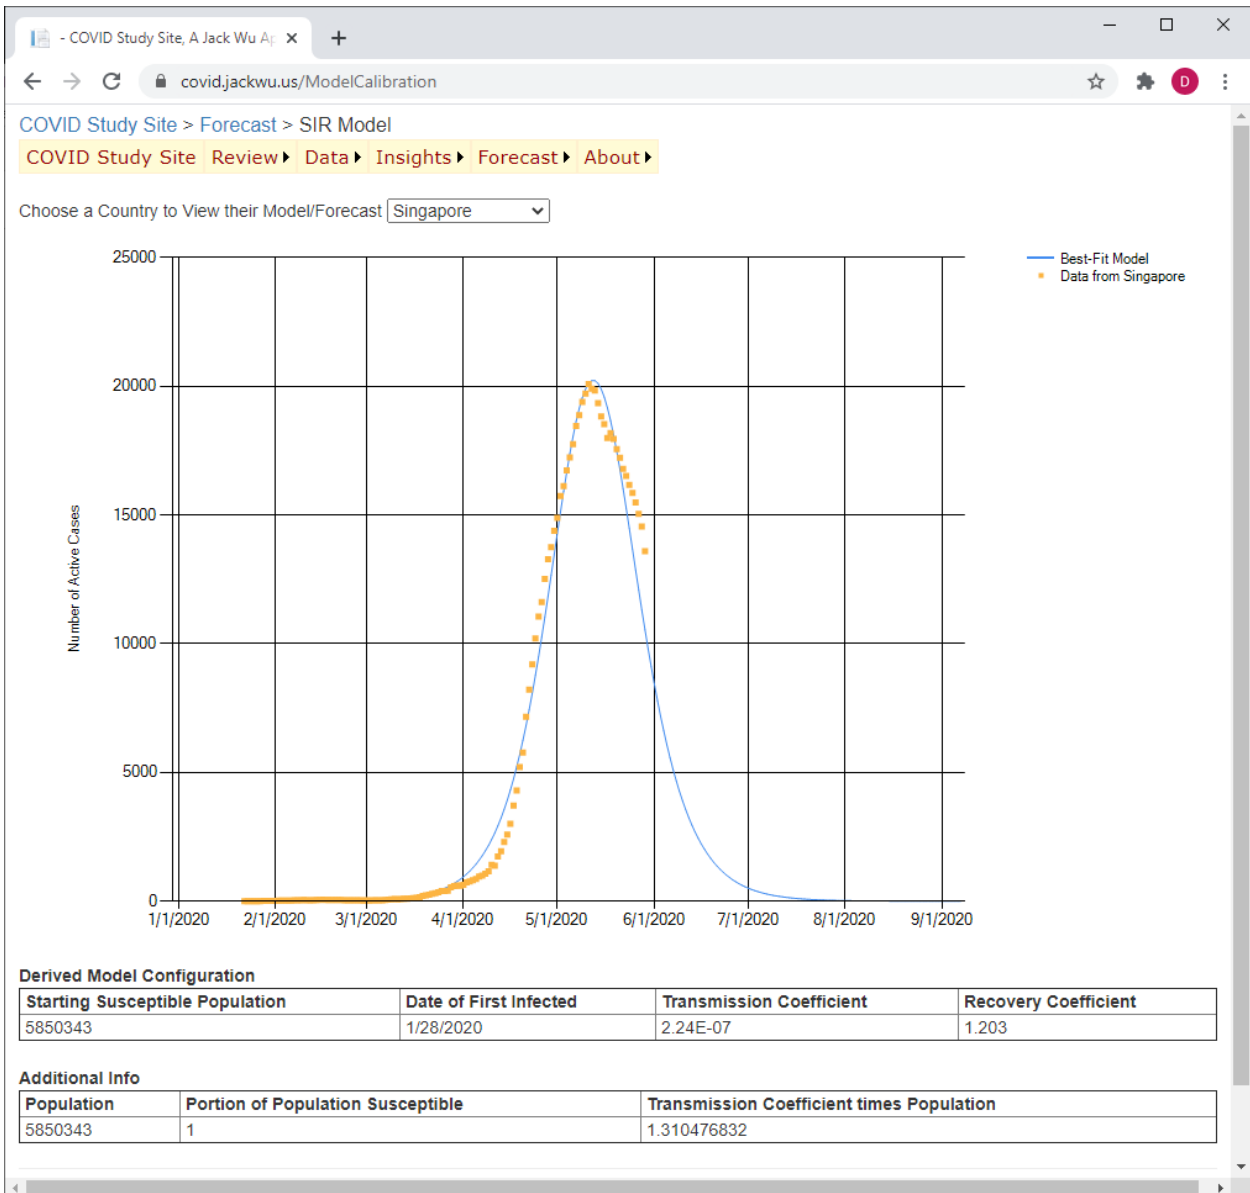 - COVID Study Site, A Jack Wu Ap
covid.jackwu.us/ModelCalibration
D
COVID Study Site > Forecast > SIR Model
COVID Study Site Review Data Insights Forecast About
Choose a Country to View their Model/Forecast Singapore
25000
20000
15000
10000
5000
0
Number of Active Cases
1/1/2020 2/1/2020 3/1/2020 4/1/2020 5/1/2020 6/1/2020 7/1/2020 8/1/2020 9/1/2020
Best-Fit Model
Data from Singapore
Derived Model Configuration
Starting Susceptible Population Date of First Infected Transmission Coefficient Recovery Coefficient
5850343 1/28/2020 2.24E-07 1.203
Additional Info
Population Portion of Population Susceptible Transmission Coefficient times Population
5850343 1 1.310476832